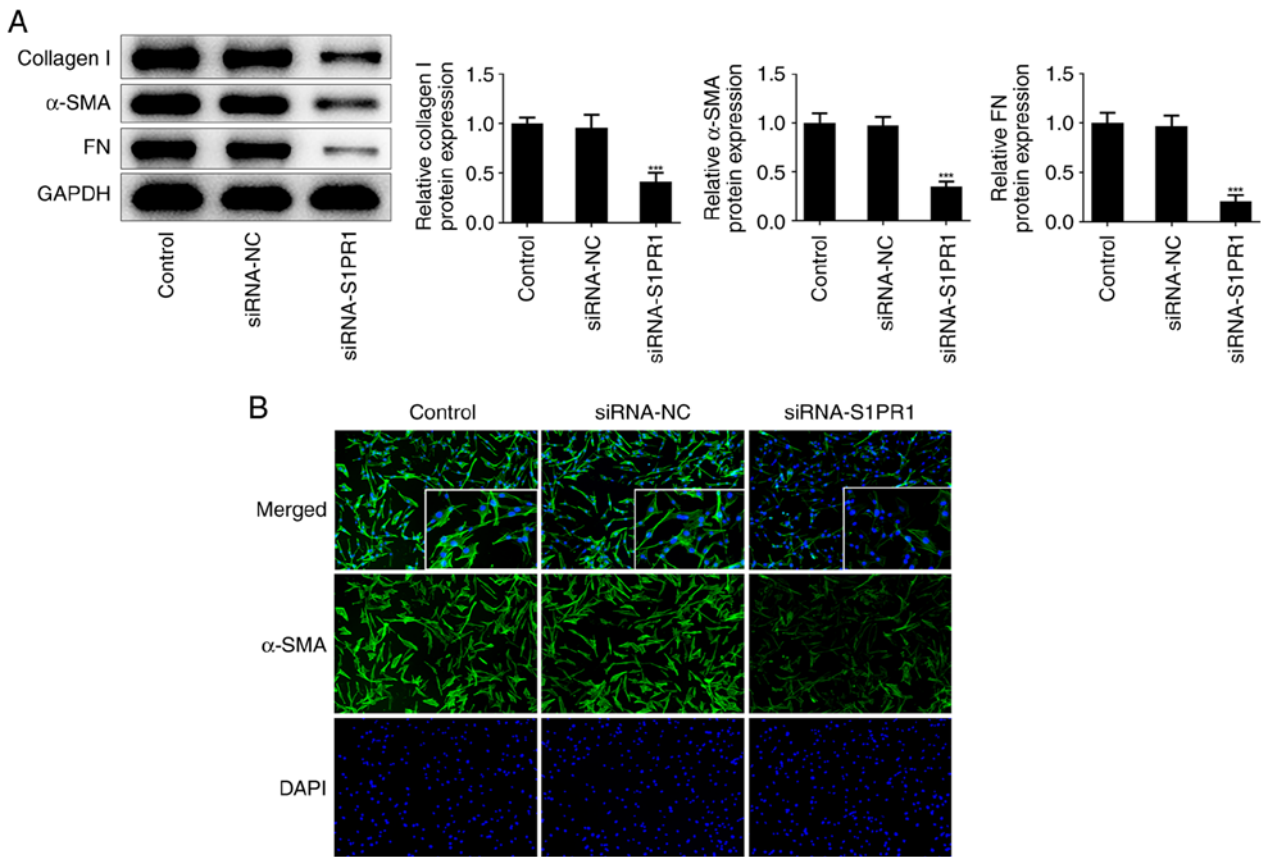 A
Collagen I
α-SMA
FN
GAPDH
Control
siRNA-NC
siRNA-S1PR1
Relative collagen I
protein expression
1.5
1.0
0.5
0.0
***
Control
siRNA-NC
siRNA-S1PR1
Relative α-SMA
protein expression
1.5
1.0
0.5
0.0
***
Control
siRNA-NC
siRNA-S1PR1
Relative FN
protein expression
1.5
1.0
0.5
0.0
***
Control
siRNA-NC
siRNA-S1PR1
B
Control
siRNA-NC
siRNA-S1PR1
Merged
α-SMA
DAPI